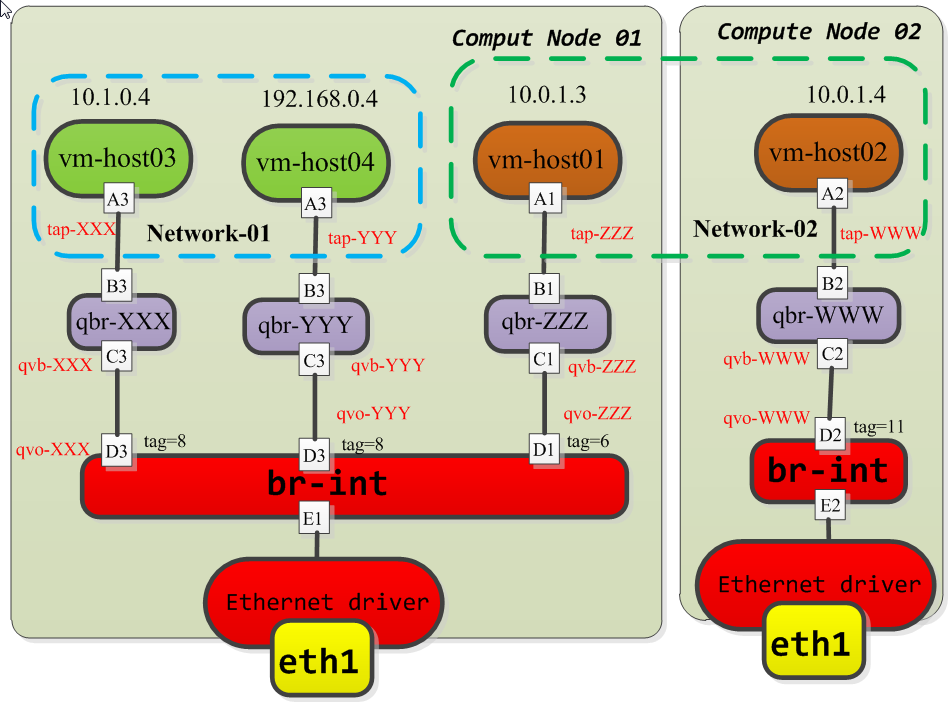 Comput Node 01
Compute Node 02
10.1.0.4
192.168.0.4
10.0.1.3
10.0.1.4
vm-host03
vm-host04
vm-host01
vm-host02
A3
A3
A1
A2
tap-XXX
Network-01
tap-YYY
tap-ZZZ
Network-02
tap-WWW
B3
B3
B1
B2
qbr-XXX
qbr-YYY
qbr-ZZZ
qbr-WWW
C3
C3
C1
C2
qvb-XXX
qvb-YYY
qvb-ZZZ
qvb-WWW
qvo-XXX
qvo-YYY
qvo-ZZZ
qvo-WWW
D3
tag=8
D3
tag=8
D1
tag=6
D2
tag=11
br-int
br-int
E1
E2
Ethernet driver
Ethernet driver
eth1
eth1